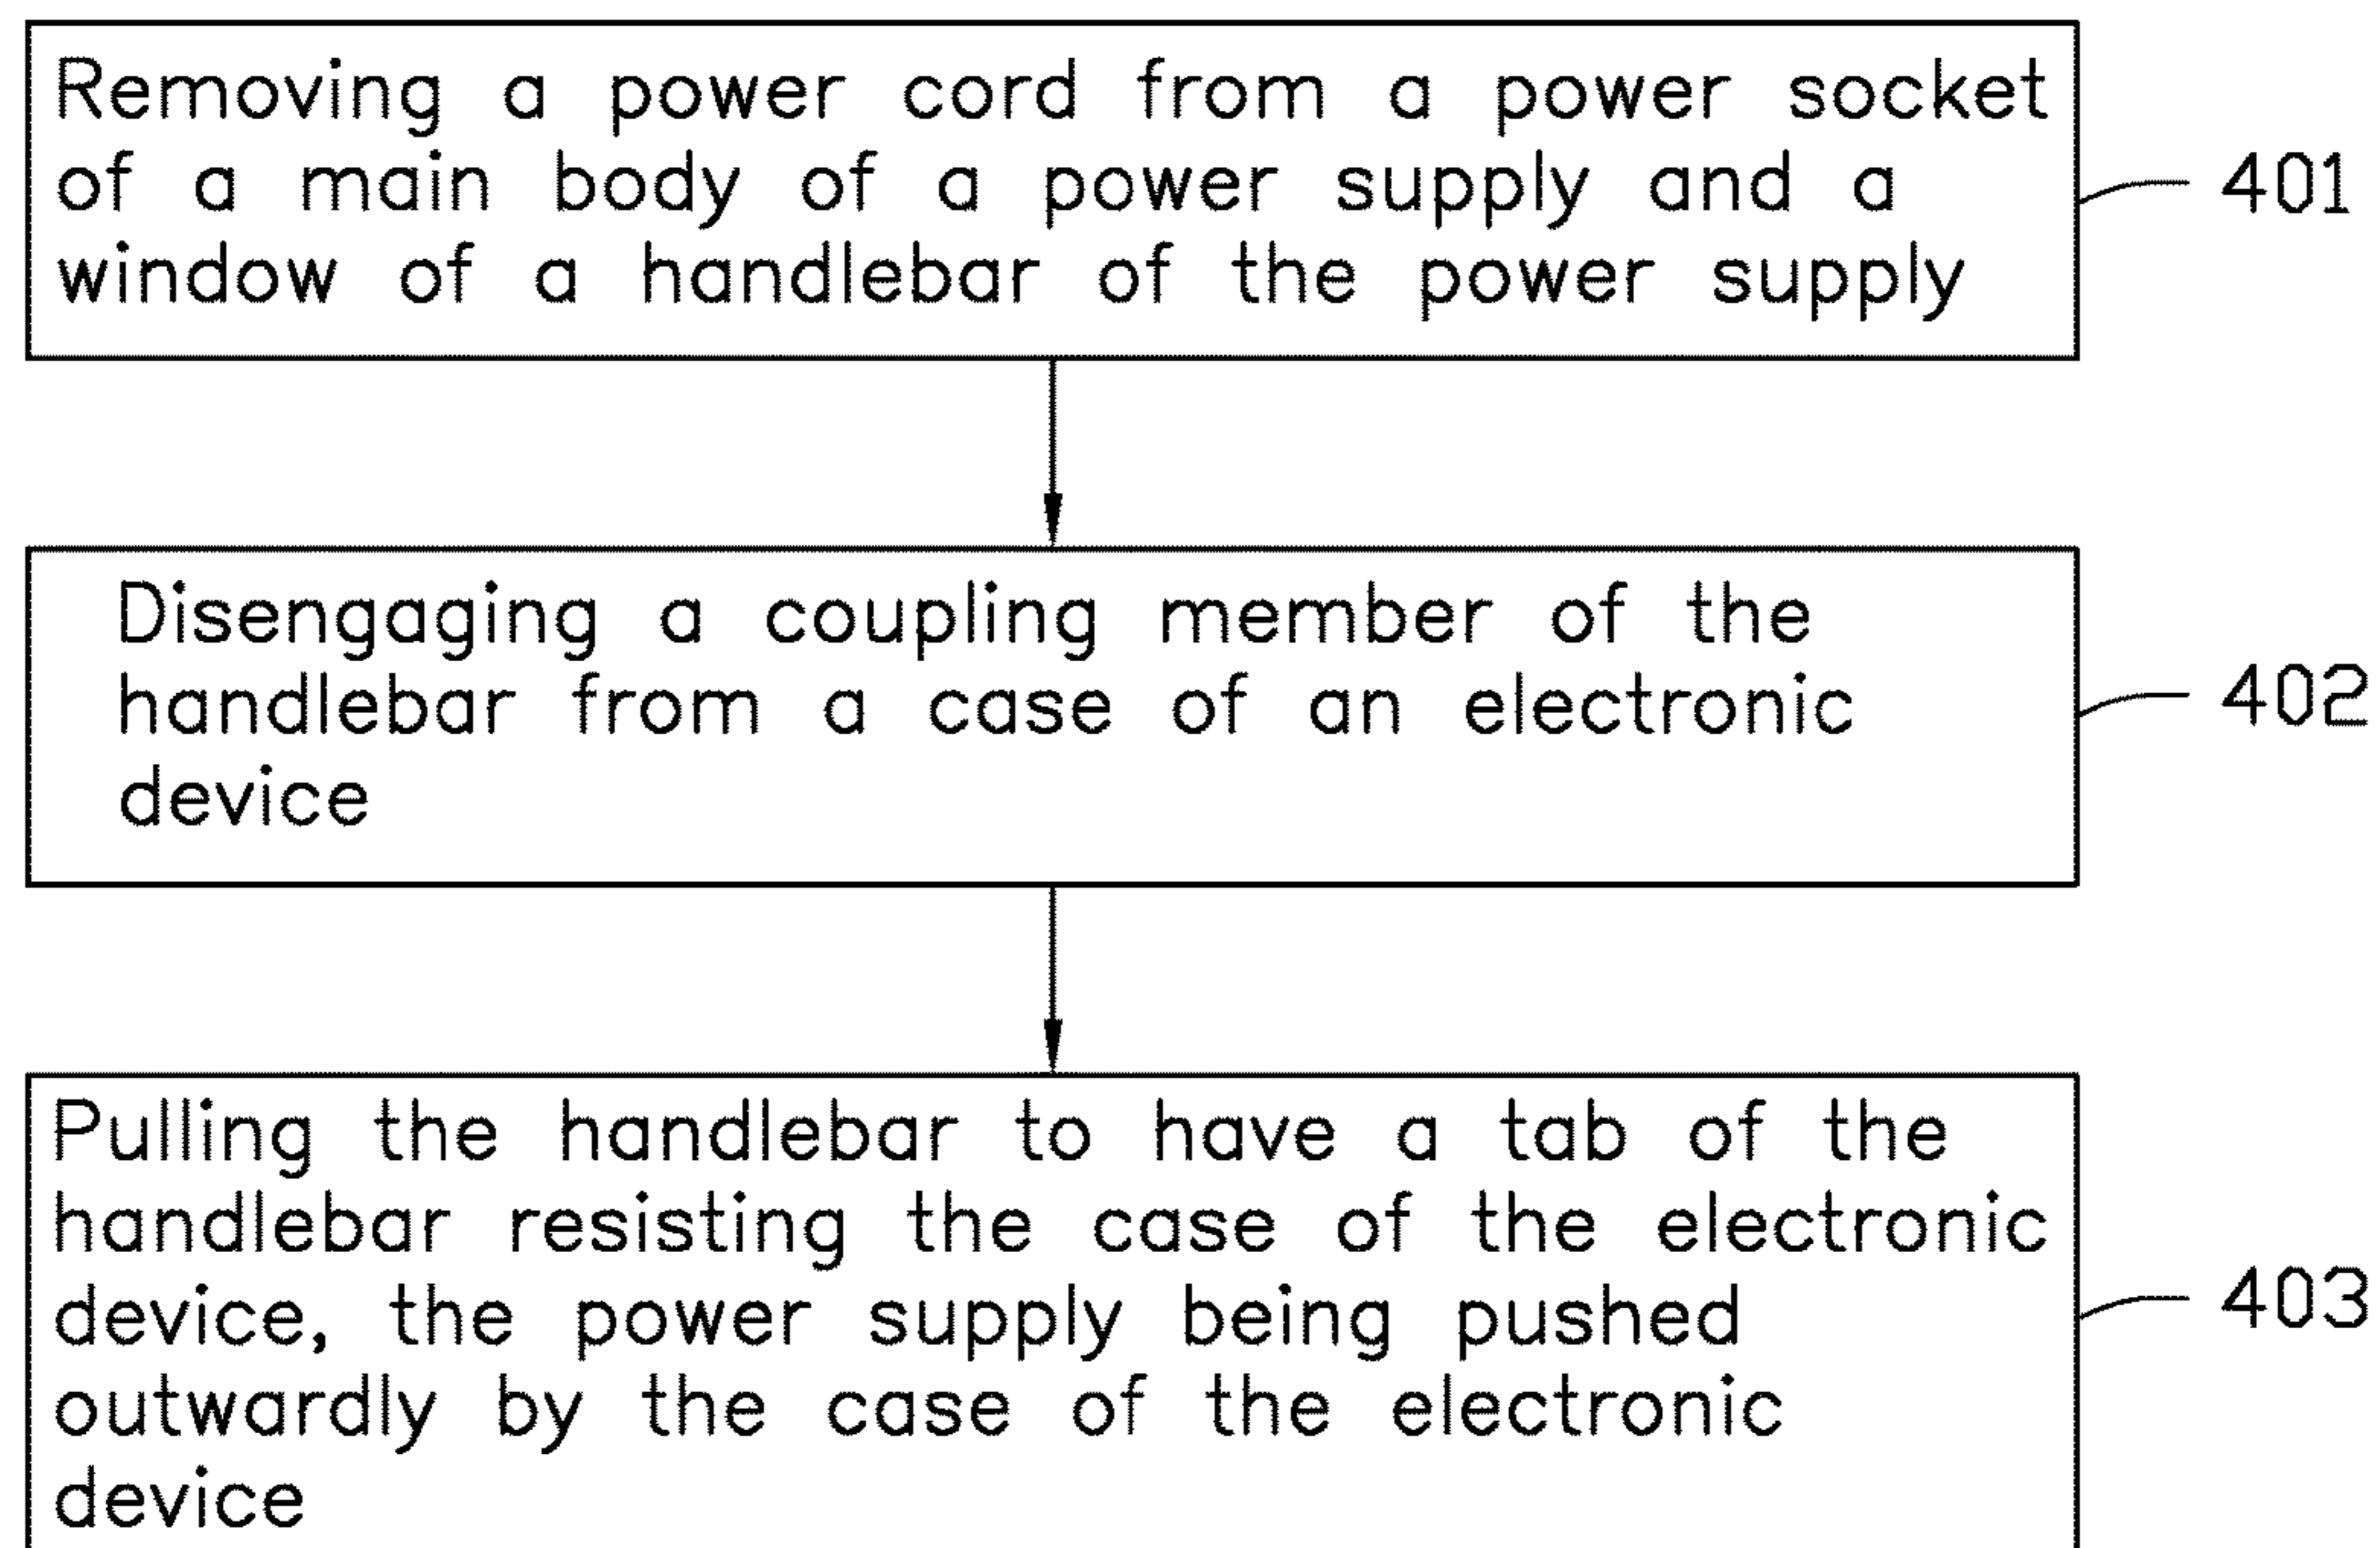 Removing a power cord from a power socket
of a main body of a power supply and a
window of a handlebar of the power supply
401
Disengaging a coupling member of the
handlebar from a case of an electronic
device
402
Pulling the handlebar to have a tab of the
handlebar resisting the case of the electronic
device, the power supply being pushed
outwardly by the case of the electronic
device
403